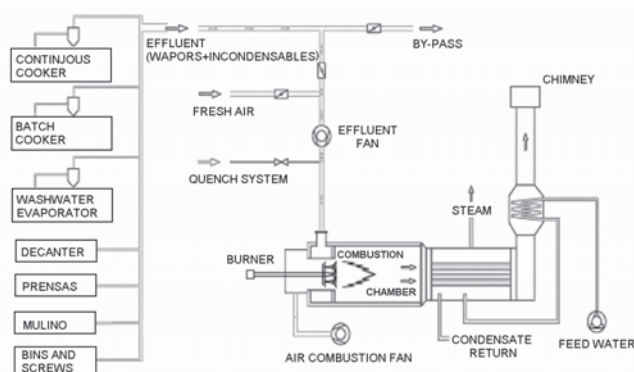 CONTINJOUS
COOKER
BATCH
COOKER
WASHWATER
EVAPORATOR
DECANTER
PRENSAS
MULINO
BINS AND
SCREWS
EFFLUENT
(WAPORS+INCONDENSABLES)
BY-PASS
FRESH AIR
EFFLUENT
FAN
QUENCH SYSTEM
CHIMNEY
STEAM
BURNER
COMBUSTION
CHAMBER
AIR COMBUSTION FAN
CONDENSATE
RETURN
FEED WATER